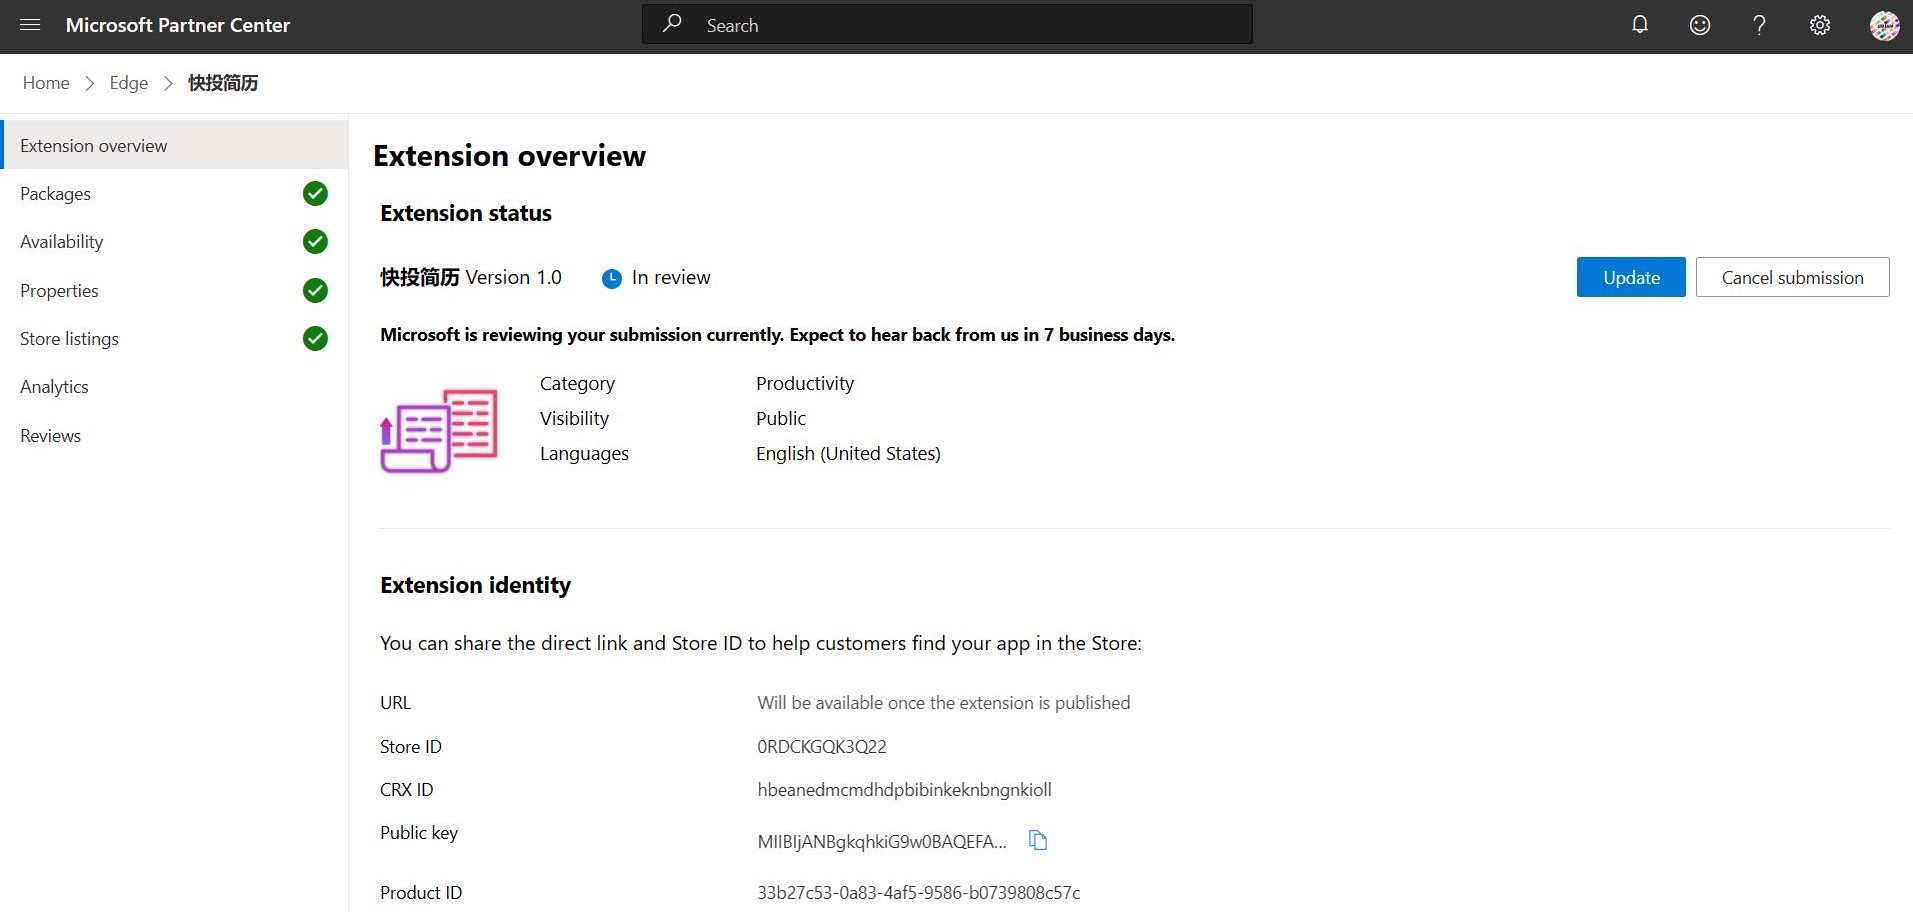 Microsoft Partner Center
Search
Home > Edge > 快投简历
Extension overview
Packages
Availability
Properties
Store listings
Analytics
Reviews
Extension overview
Extension status
快投简历 Version 1.0 In review
Update
Cancel submission
Microsoft is reviewing your submission currently. Expect to hear back from us in 7 business days.
Category Productivity
Visibility Public
Languages English (United States)
Extension identity
You can share the direct link and Store ID to help customers find your app in the Store:
URL Will be available once the extension is published
Store ID 0RDCKGQK3Q22
CRX ID hbeanedmcmdhdpbibinkeknbngnkioll
Public key MIIBIjANBgkqhkiG9w0BAQEFA...
Product ID 33b27c53-0a83-4af5-9586-b0739808c57c